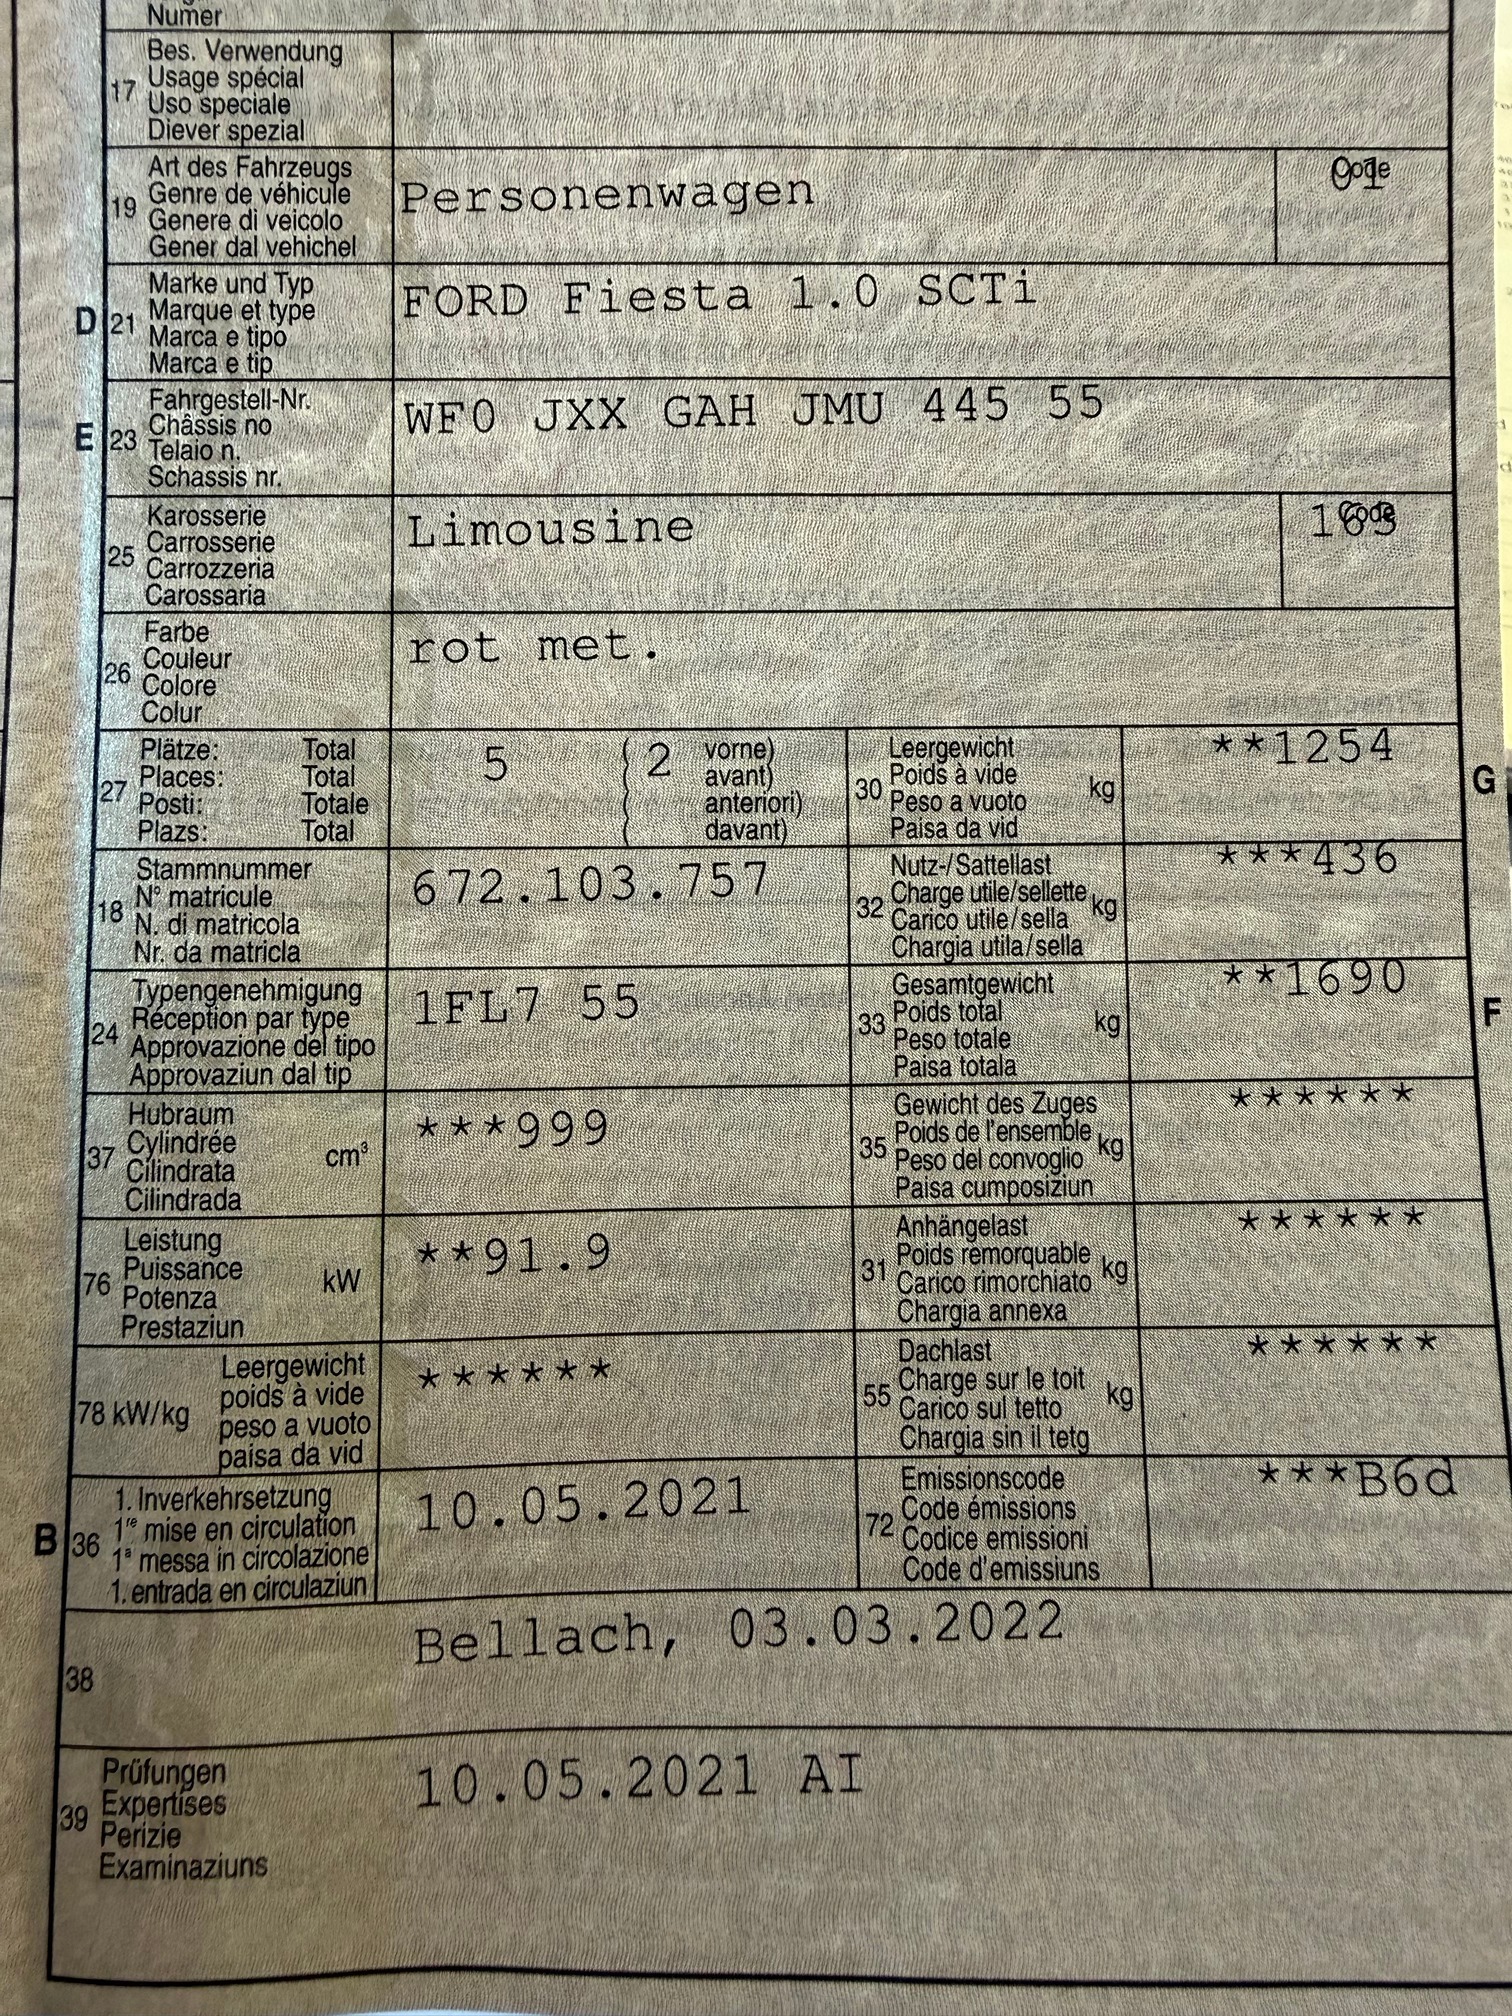 Numer
17 Bes. Verwendung
Usage spécial
Uso speciale
Diever spezial
19 Art des Fahrzeugs
Genre de véhicule
Genere di veicolo
Gener dal vehichel
Personenwagen
Code
01
D 21 Marke und Typ
Marque et type
Marca e tipo
Marca e tip
FORD Fiesta 1.0 SCTi
E 23 Fahrgestell-Nr.
Châssis no
Telaio n.
Schassis nr.
WF0 JXX GAH JMU 445 55
25 Karosserie
Carrosserie
Carrozzeria
Carossaria
Limousine
Code
26 Farbe
Couleur
Colore
Colur
rot met.
27 Plätze: Total
Places: Total
Posti: Totale
Plazs: Total
5 ( 2 vorne)
( avant)
( anteriori)
( davant)
30 Leergewicht
Poids à vide
Peso a vuoto
Paisa da vid
kg
**1254
G
18 Stammnummer
N° matricule
N. di matricola
Nr. da matricla
672.103.757
32 Nutz-/Sattellast
Charge utile/sellette
Carico utile/sella
Chargia utila/sella
kg
***436
24 Typengenehmigung
Réception par type
Approvazione del tipo
Approvaziun dal tip
1FL7 55
33 Gesamtgewicht
Poids total
Peso totale
Paisa totala
kg
**1690
F
37 Hubraum
Cylindrée
Cilindrata
Cilindrada
cm³
***999
35 Gewicht des Zuges
Poids de l'ensemble
Peso del convoglio
Paisa cumposiziun
kg
******
76 Leistung
Puissance
Potenza
Prestaziun
kW
**91.9
31 Anhängelast
Poids remorquable
Carico rimorchiato
Chargia annexa
kg
******
78 kW/kg
Leergewicht
poids à vide
peso a vuoto
paisa da vid
******
55 Dachlast
Charge sur le toit
Carico sul tetto
Chargia sin il tetg
kg
******
B 36 1. Inverkehrsetzung
1re mise en circulation
1a messa in circolazione
1. entrada en circulaziun
10.05.2021
72 Emissionscode
Code émissions
Codice emissioni
Code d'emissiuns
***B6d
38
Bellach, 03.03.2022
39 Prüfungen
Expertises
Perizie
Examinaziuns
10.05.2021 AI